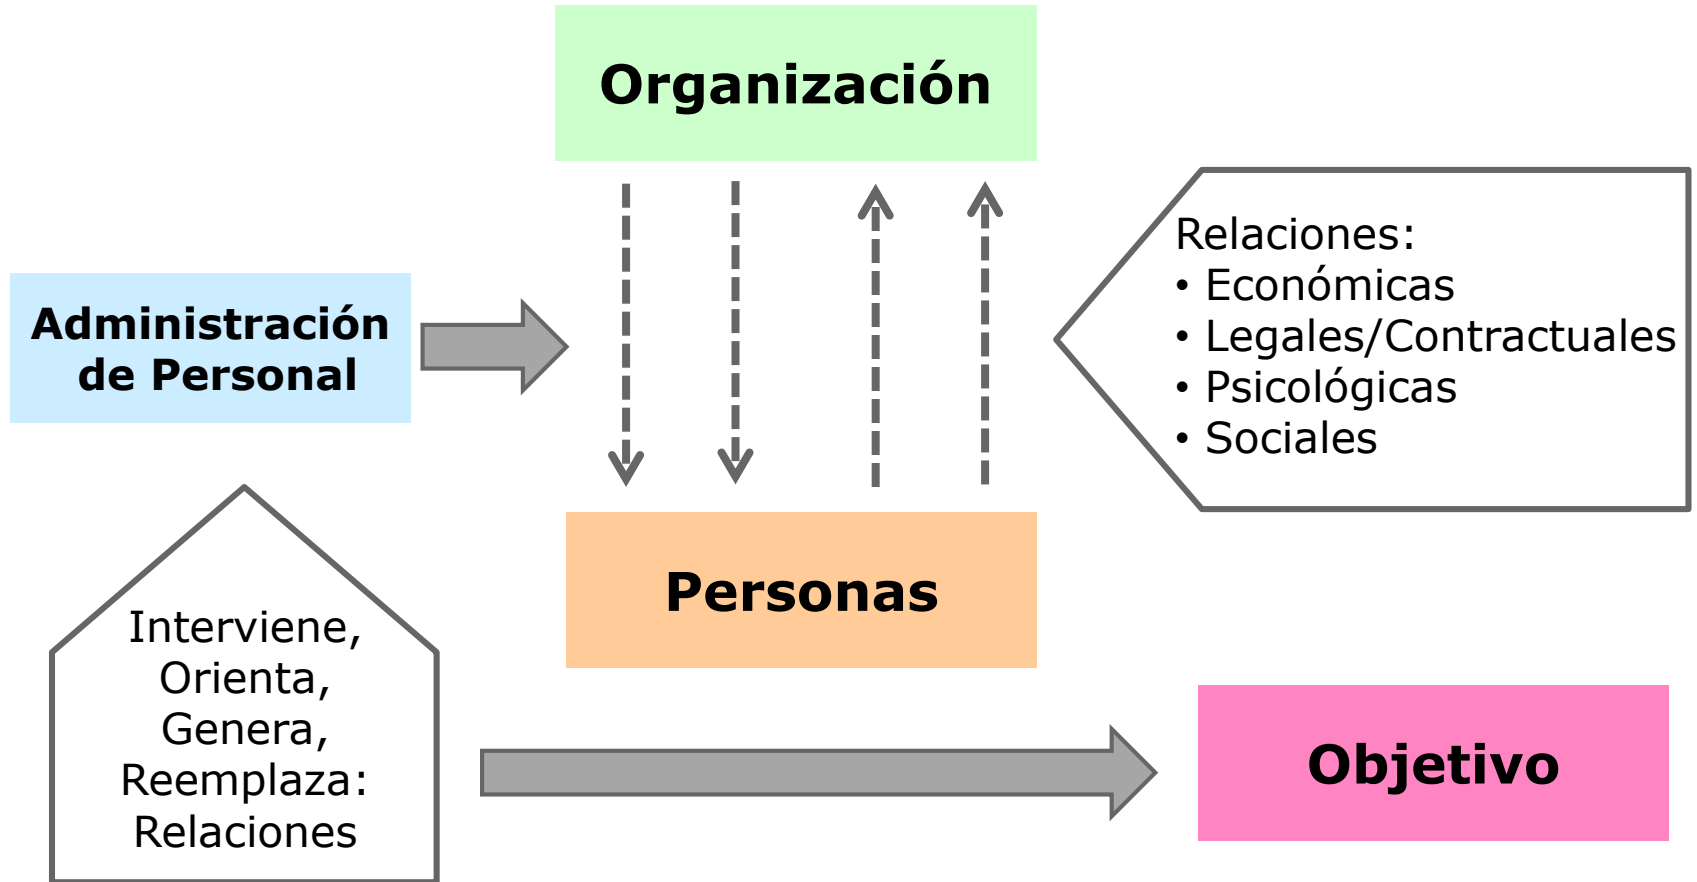 Organización
Administración
de Personal
Relaciones:
• Económicas
• Legales/Contractuales
• Psicológicas
• Sociales
Personas
Interviene,
Orienta,
Genera,
Reemplaza:
Relaciones
Objetivo